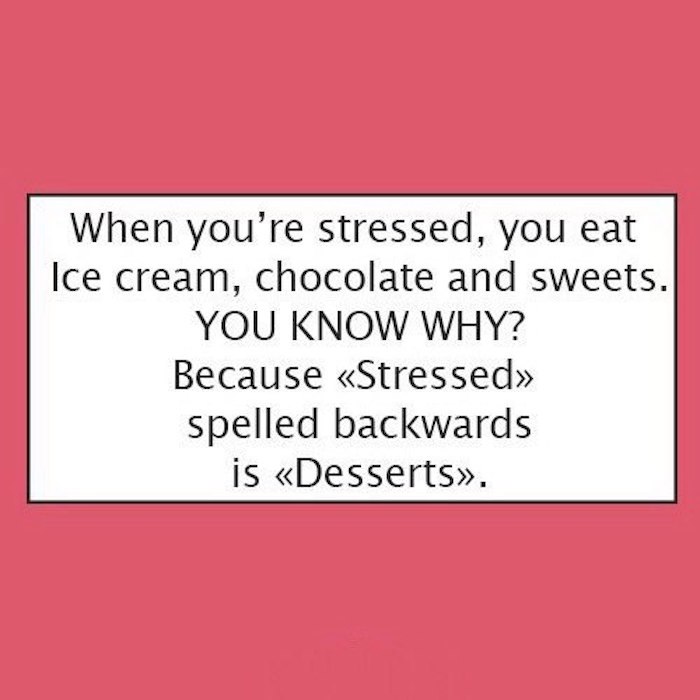 When you’re stressed, you eat
Ice cream, chocolate and sweets.
YOU KNOW WHY?
Because «Stressed»
spelled backwards
is «Desserts».